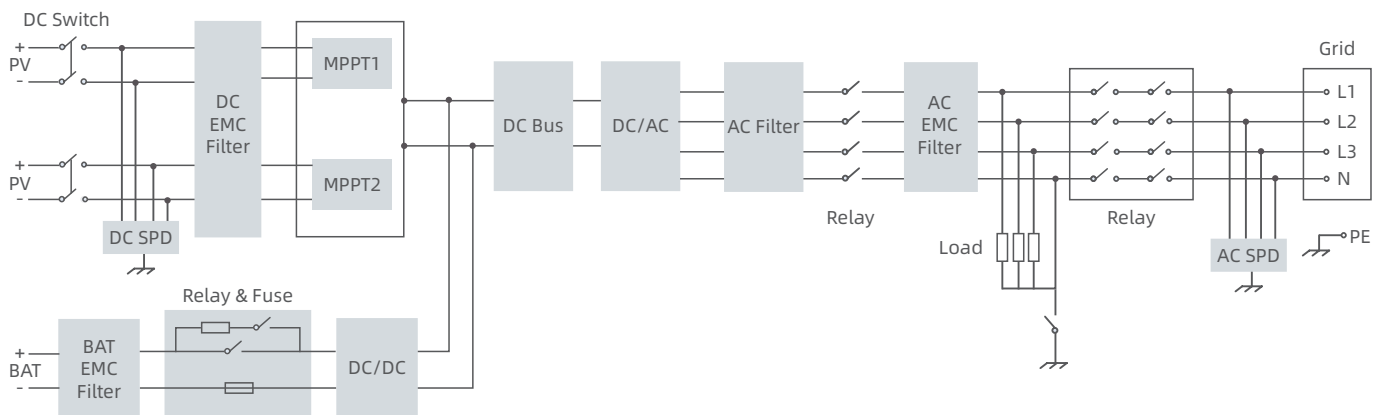 DC Switch
+
PV
-
+
PV
-
DC SPD
DC
EMC
Filter
MPPT1
MPPT2
DC Bus
DC/AC
AC Filter
Relay
AC
EMC
Filter
Load
Relay
Grid
L1
L2
L3
N
PE
AC SPD
+
BAT
-
BAT
EMC
Filter
Relay & Fuse
DC/DC